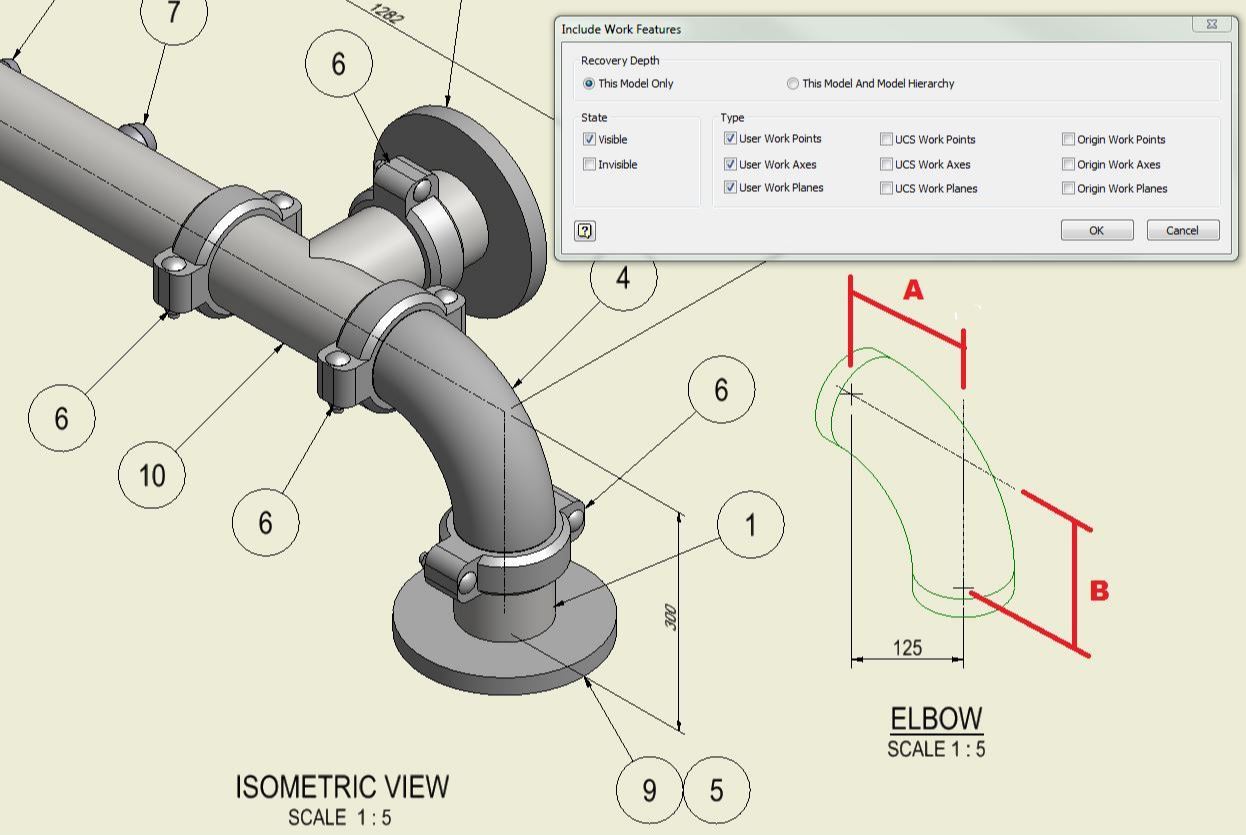 7
1282
6
Include Work Features
Recovery Depth
This Model Only
This Model And Model Hierarchy
State
Visible
Invisible
Type
User Work Points
UCS Work Points
Origin Work Points
User Work Axes
UCS Work Axes
Origin Work Axes
User Work Planes
UCS Work Planes
Origin Work Planes
?
OK
Cancel
4
A
6
6
10
6
1
300
B
125
ELBOW
SCALE 1 : 5
ISOMETRIC VIEW
SCALE 1 : 5
9
5